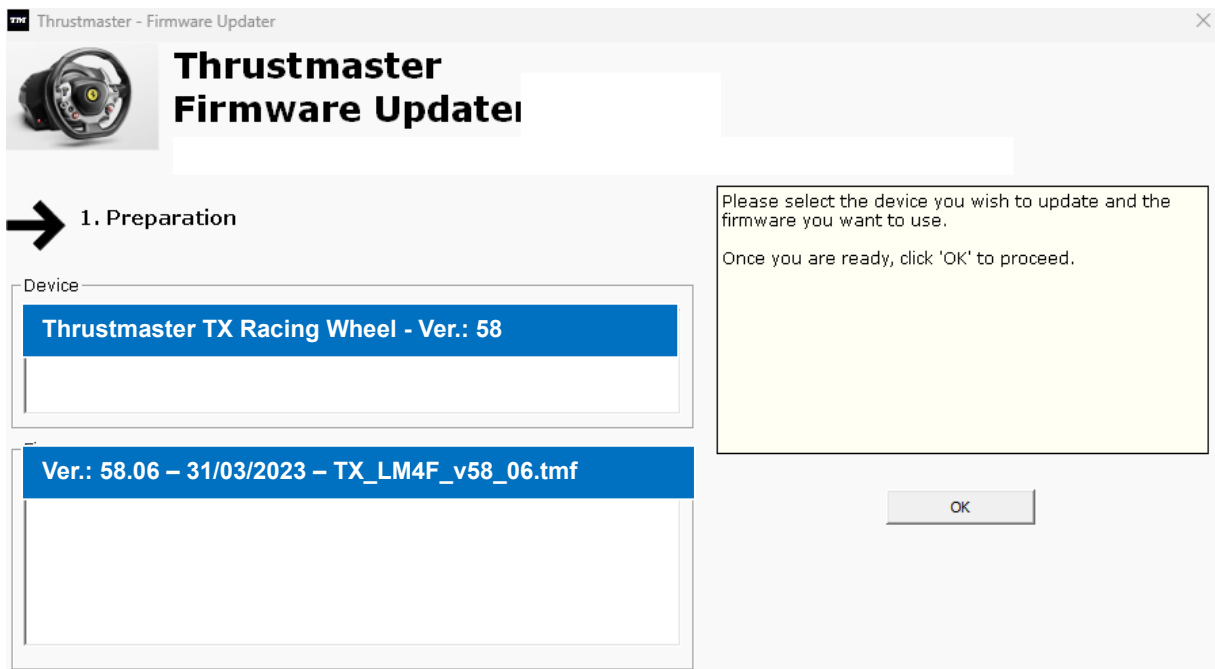 Thrustmaster - Firmware Updater
Thrustmaster
Firmware Updater
1. Preparation
Device
Thrustmaster TX Racing Wheel - Ver.: 58
Ver.: 58.06 – 31/03/2023 – TX_LM4F_v58_06.tmf
Please select the device you wish to update and the
firmware you want to use.
Once you are ready, click 'OK' to proceed.
OK